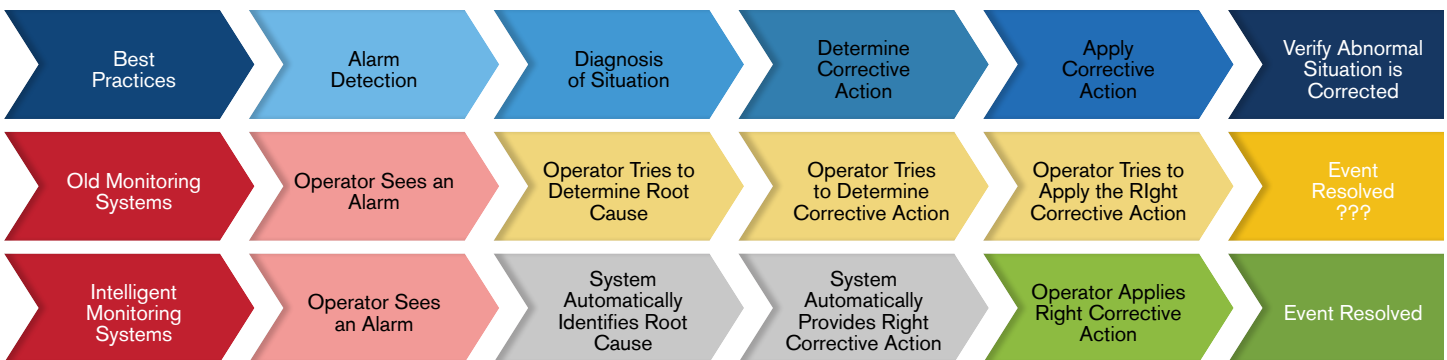 Best
Practices
Alarm
Detection
Diagnosis
of Situation
Determine
Corrective
Action
Apply
Corrective
Action
Verify Abnormal
Situation is
Corrected
Old Monitoring
Systems
Operator Sees an
Alarm
Operator Tries to
Determine Root
Cause
Operator Tries
to Determine
Corrective Action
Operator Tries to
Apply the RIght
Corrective Action
Event
Resolved
???
Intelligent
Monitoring
Systems
Operator Sees
an Alarm
System
Automatically
Identifies Root
Cause
System
Automatically
Provides Right
Corrective Action
Operator Applies
Right Corrective
Action
Event Resolved